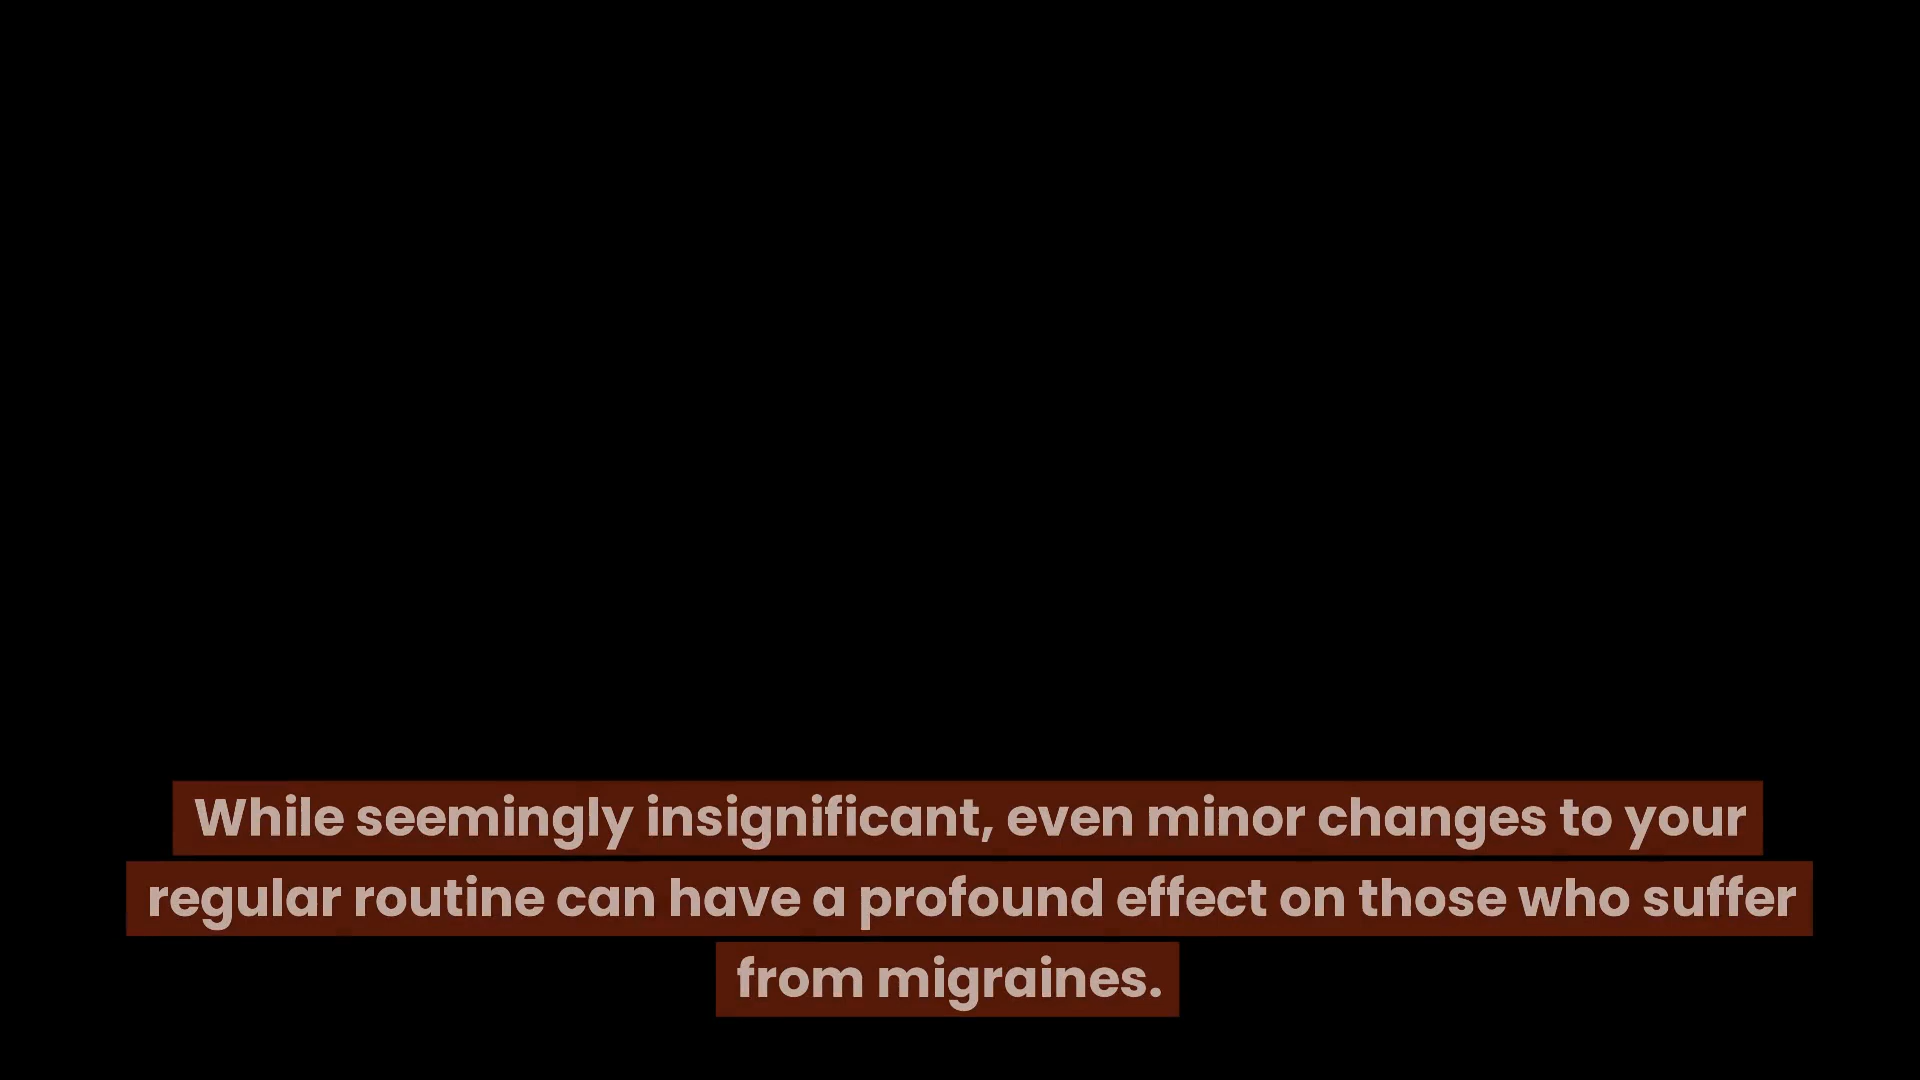 While seemingly insignificant, even minor changes to your
regular routine can have a profound effect on those who suffer
from migraines.